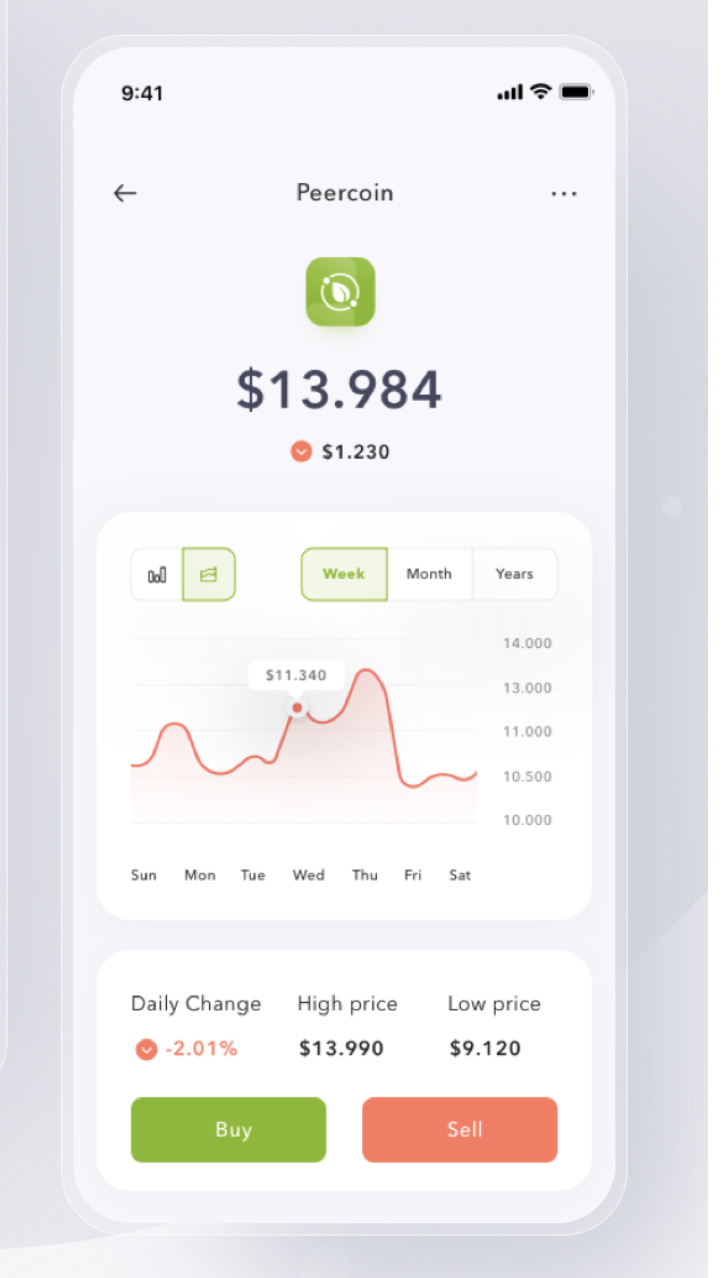 9:41
Peercoin
$13.984
$1.230
Week Month Years
14.000
$11.340
13.000
11.000
10.500
10.000
Sun Mon Tue Wed Thu Fri Sat
Daily Change High price Low price
-2.01% $13.990 $9.120
Buy Sell